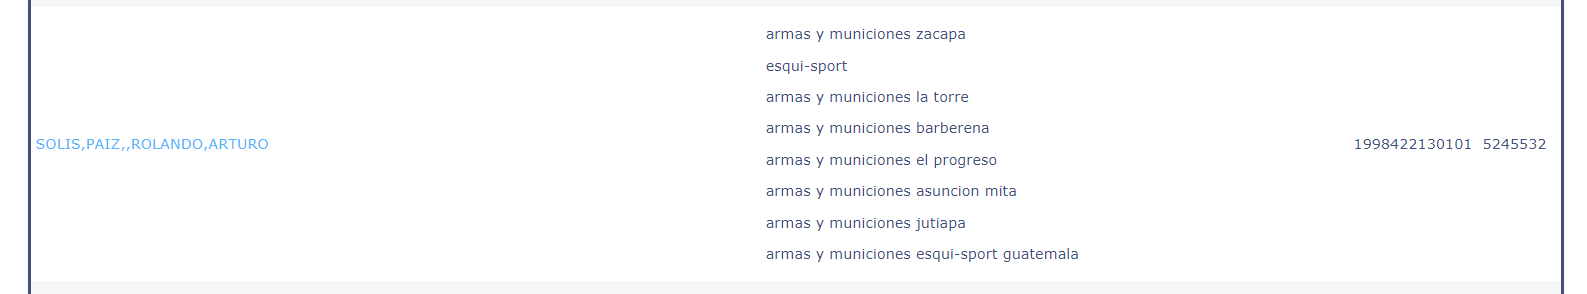 armas y municiones zacapa
esqui-sport
armas y municiones la torre
armas y municiones barberena
SOLIS,PAIZ,,ROLANDO,ARTURO 1998422130101 5245532
armas y municiones el progreso
armas y municiones asuncion mita
armas y municiones jutiapa
armas y municiones esqui-sport guatemala